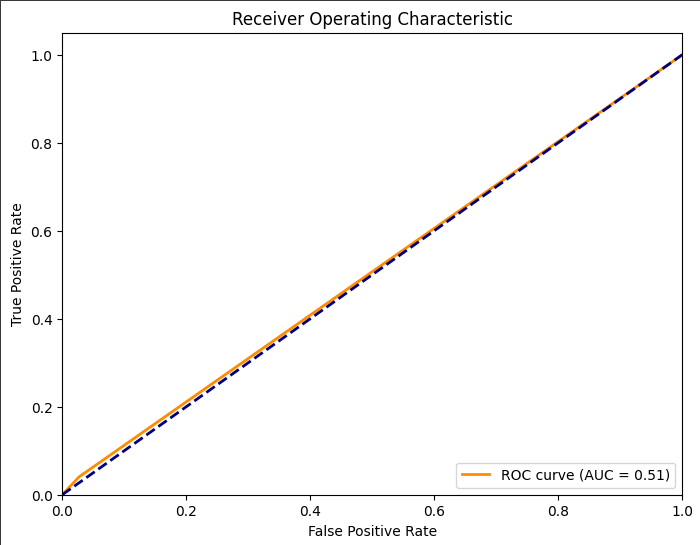 Receiver Operating Characteristic
1.0
0.8
0.6
0.4
0.2
0.0
True Positive Rate
ROC curve (AUC = 0.51)
0.0 0.2 0.4 0.6 0.8 1.0
False Positive Rate